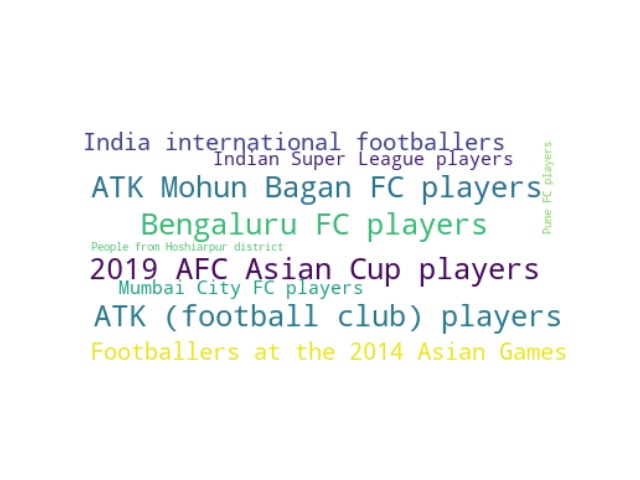 India international footballers
Indian Super League players
ATK Mohun Bagan FC players
Pune FC players
Bengaluru FC players
People from Hoshiarpur district
2019 AFC Asian Cup players
Mumbai City FC players
ATK (football club) players
Footballers at the 2014 Asian Games